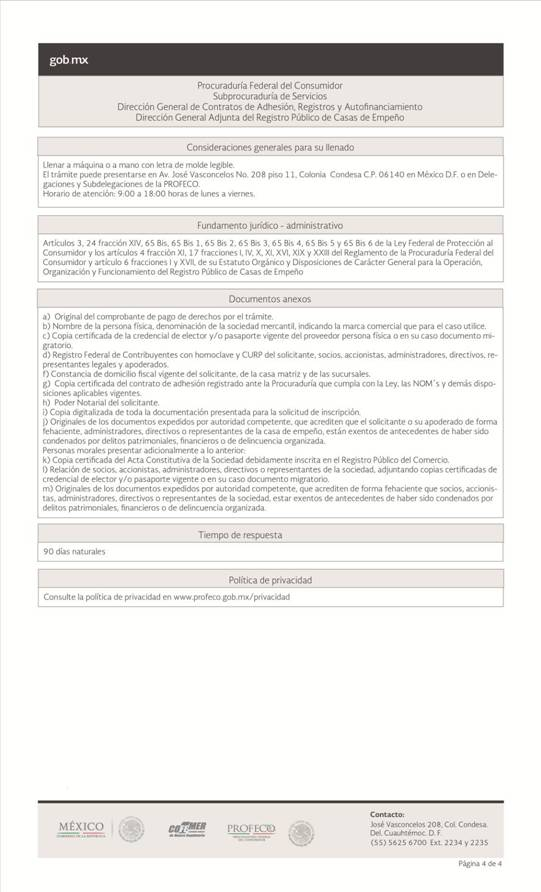 gob mx
Procuraduría Federal del Consumidor
Subprocuraduría de Servicios
Dirección General de Contratos de Adhesión, Registros y Autofinanciamiento
Dirección General Adjunta del Registro Público de Casas de Empeño
Consideraciones generales para su llenado
Llenar a máquina o a mano con letra de molde legible.
El trámite puede presentarse en Av. José Vasconcelos No. 208 piso 11, Colonia Condesa C.P. 06140 en México D.F. o en Dele-
gaciones y Subdelegaciones de la PROFECO.
Horario de atención: 9:00 a 18:00 horas de lunes a viernes.
Fundamento jurídico - administrativo
Artículos 3, 24 fracción XIV, 65 Bis, 65 Bis 1, 65 Bis 2, 65 Bis 3, 65 Bis 4, 65 Bis 5 y 65 Bis 6 de la Ley Federal de Protección al
Consumidor y los artículos 4 fracción XI, 17 fracciones I, IV, X, XI, XVI, XIX y XXIII del Reglamento de la Procuraduría Federal del
Consumidor y artículo 6 fracciones I y XVII, de su Estatuto Orgánico y Disposiciones de Carácter General para la Operación,
Organización y Funcionamiento del Registro Público de Casas de Empeño
Documentos anexos
a) Original del comprobante de pago de derechos por el trámite.
b) Nombre de la persona física, denominación de la sociedad mercantil, indicando la marca comercial que para el caso utilice.
c) Copia certificada de la credencial de elector y/o pasaporte vigente del proveedor persona física o en su caso documento mi-
gratorio.
d) Registro Federal de Contribuyentes con homoclave y CURP del solicitante, socios, accionistas, administradores, directivos, re-
presentantes legales y apoderados.
f) Constancia de domicilio fiscal vigente del solicitante, de la casa matriz y de las sucursales.
g) Copia certificada del contrato de adhesión registrado ante la Procuraduría que cumpla con la Ley, las NOM´s y demás dispo-
siciones aplicables vigentes.
h) Poder Notarial del solicitante.
i) Copia digitalizada de toda la documentación presentada para la solicitud de inscripción.
j) Originales de los documentos expedidos por autoridad competente, que acrediten que el solicitante o su apoderado de forma
fehaciente, administradores, directivos o representantes de la casa de empeño, están exentos de antecedentes de haber sido
condenados por delitos patrimoniales, financieros o de delincuencia organizada.
Personas morales presentar adicionalmente a lo anterior:
k) Copia certificada del Acta Constitutiva de la Sociedad debidamente inscrita en el Registro Público del Comercio.
l) Relación de socios, accionistas, administradores, directivos o representantes de la sociedad, adjuntando copias certificadas de
credencial de elector y/o pasaporte vigente o en su caso documento migratorio.
m) Originales de los documentos expedidos por autoridad competente, que acrediten de forma fehaciente que socios, accionis-
tas, administradores, directivos o representantes de la sociedad, estar exentos de antecedentes de haber sido condenados por
delitos patrimoniales, financieros o de delincuencia organizada.
Tiempo de respuesta
90 días naturales
Política de privacidad
Consulte la política de privacidad en www.profeco.gob.mx/privacidad
MÉXICO
GOBIERNO DE LA REPÚBLICA
PROFECO
Contacto:
José Vasconcelos 208, Col. Condesa.
Del. Cuauhtémoc. D. F.
(55) 5625 6700 Ext. 2234 y 2235
Página 4 de 4